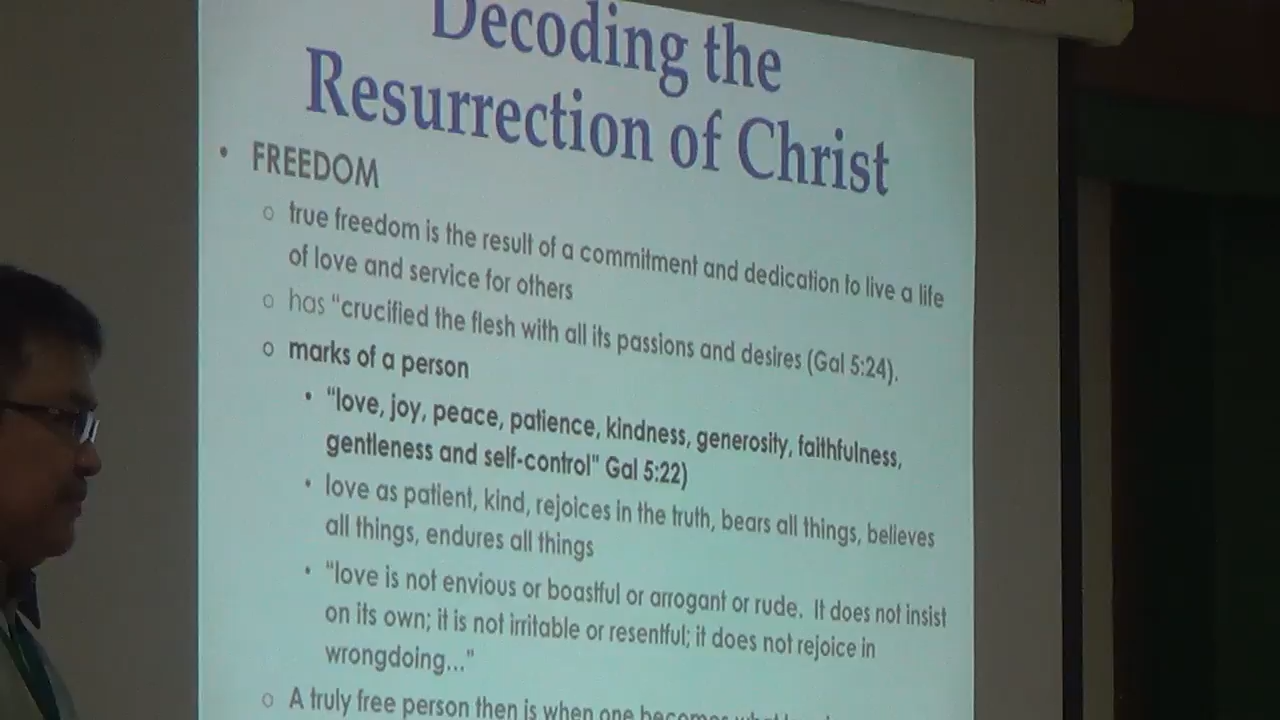 Decoding the
Resurrection of Christ
• FREEDOM
o true freedom is the result of a commitment and dedication to live a life
of love and service for others
o has "crucified the flesh with all its passions and desires (Gal 5:24).
o marks of a person
• "love, joy, peace, patience, kindness, generosity, faithfulness,
gentleness and self-control" Gal 5:22)
• love as patient, kind, rejoices in the truth, bears all things, believes
all things, endures all things
• "love is not envious or boastful or arrogant or rude. It does not insist
on its own; it is not irritable or resentful; it does not rejoice in
wrongdoing..."
o A truly free person then is when one becomes